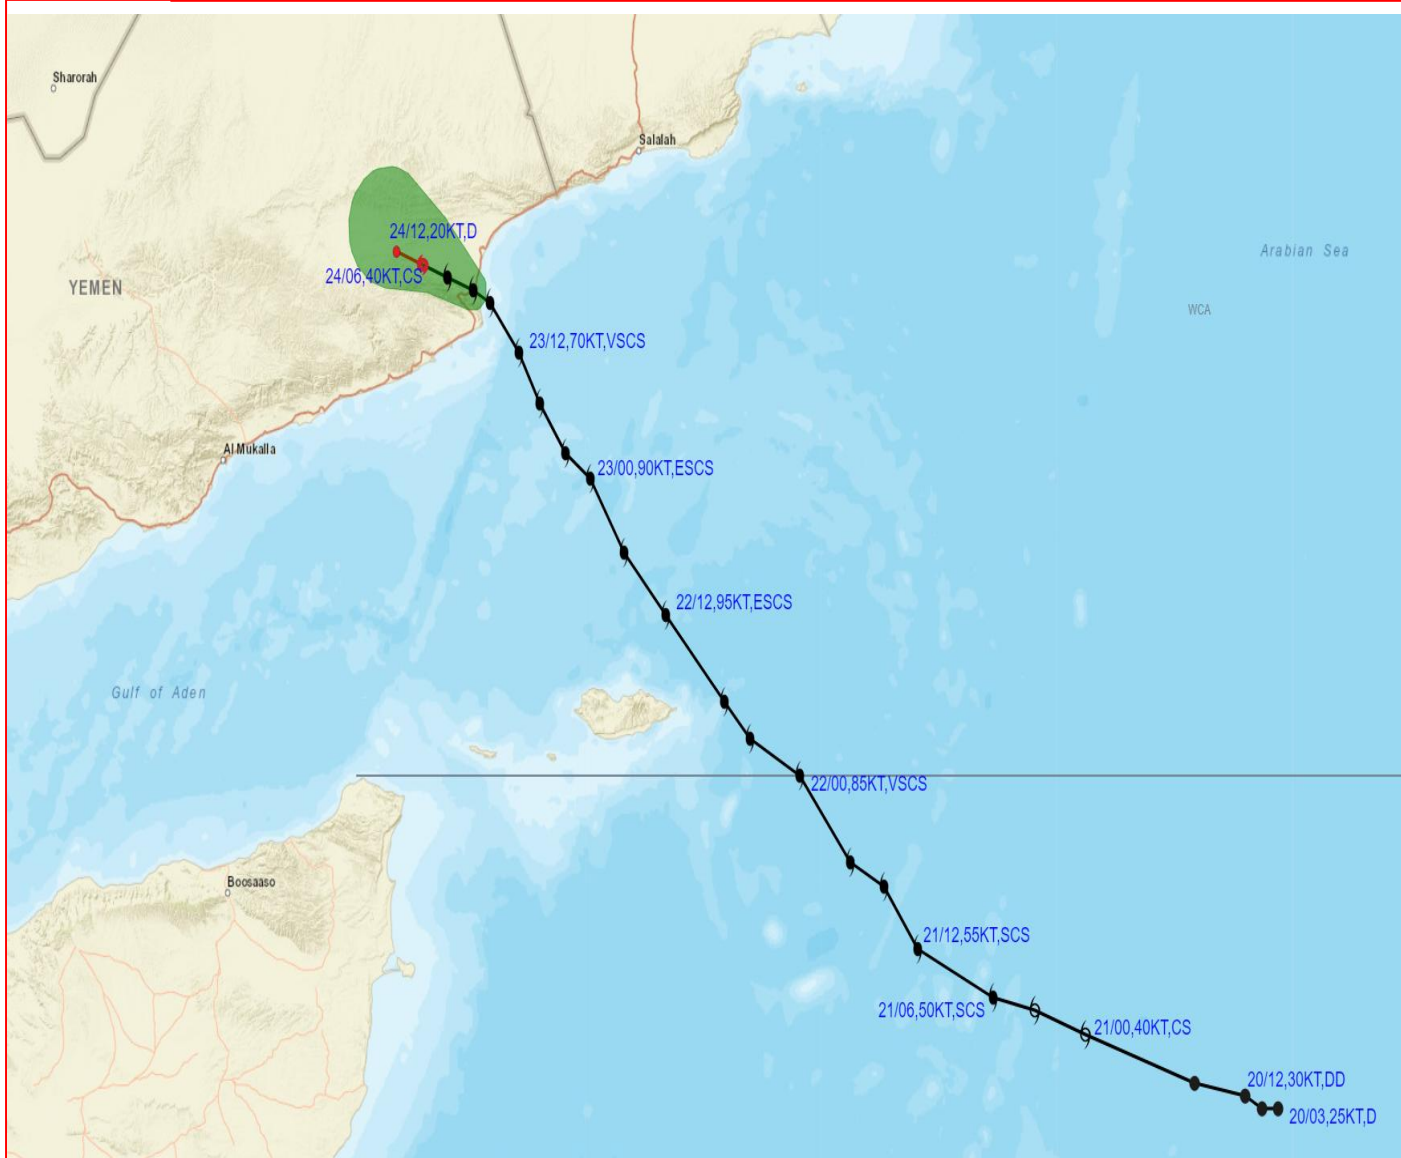 Sharorah
Salalah
24/12,20KT,D
Arabian Sea
24/06,40KT,CS
YEMEN
WCA
23/12,70KT,VSCS
Al Mukalla
23/00,90KT,ESCS
22/12,95KT,ESCS
Gulf of Aden
22/00,85KT,VSCS
Boosaaso
21/12,55KT,SCS
21/06,50KT,SCS
21/00,40KT,CS
20/12,30KT,DD
20/03,25KT,D